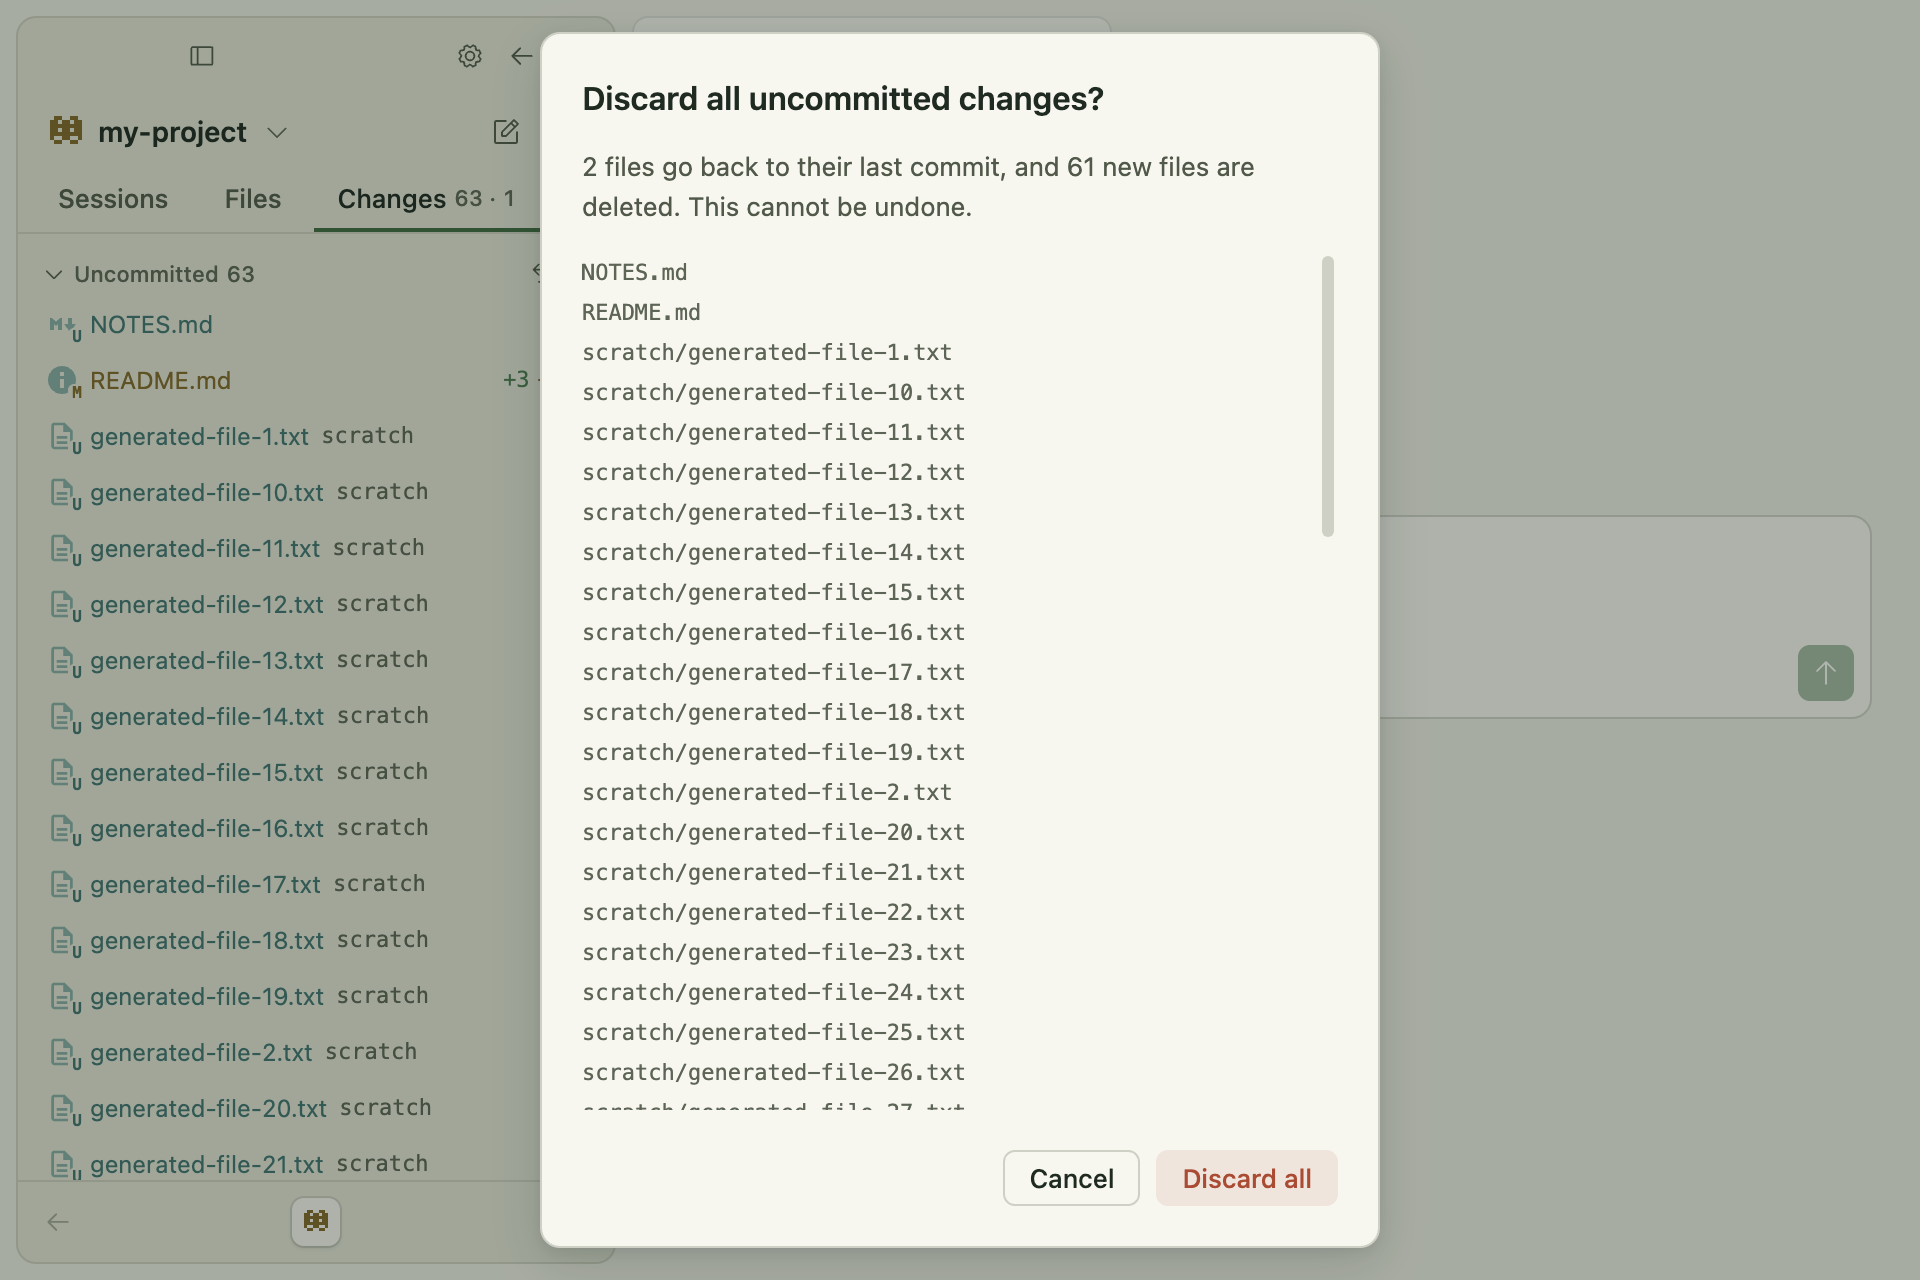 my-project
Sessions Files Changes 63 · 1
Uncommitted 63
NOTES.md
README.md +3
generated-file-1.txt scratch
generated-file-10.txt scratch
generated-file-11.txt scratch
generated-file-12.txt scratch
generated-file-13.txt scratch
generated-file-14.txt scratch
generated-file-15.txt scratch
generated-file-16.txt scratch
generated-file-17.txt scratch
generated-file-18.txt scratch
generated-file-19.txt scratch
generated-file-2.txt scratch
generated-file-20.txt scratch
generated-file-21.txt scratch
Discard all uncommitted changes?
2 files go back to their last commit, and 61 new files are
deleted. This cannot be undone.
NOTES.md
README.md
scratch/generated-file-1.txt
scratch/generated-file-10.txt
scratch/generated-file-11.txt
scratch/generated-file-12.txt
scratch/generated-file-13.txt
scratch/generated-file-14.txt
scratch/generated-file-15.txt
scratch/generated-file-16.txt
scratch/generated-file-17.txt
scratch/generated-file-18.txt
scratch/generated-file-19.txt
scratch/generated-file-2.txt
scratch/generated-file-20.txt
scratch/generated-file-21.txt
scratch/generated-file-22.txt
scratch/generated-file-23.txt
scratch/generated-file-24.txt
scratch/generated-file-25.txt
scratch/generated-file-26.txt
scratch/generated-file-27.txt
Cancel Discard all